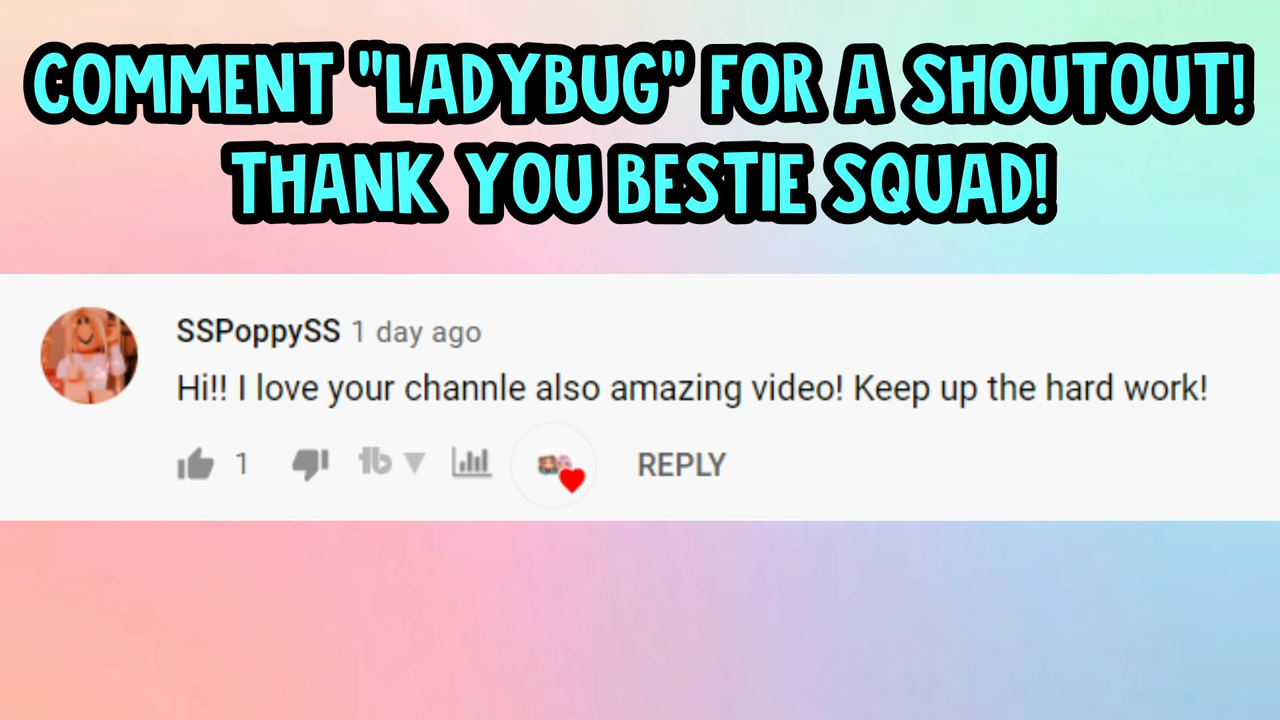 COMMENT "LADYBUG" FOR A SHOUTOUT!
THANK YOU BESTIE SQUAD!
SSPoppySS 1 day ago
Hi!! I love your channle also amazing video! Keep up the hard work!
1 tb REPLY